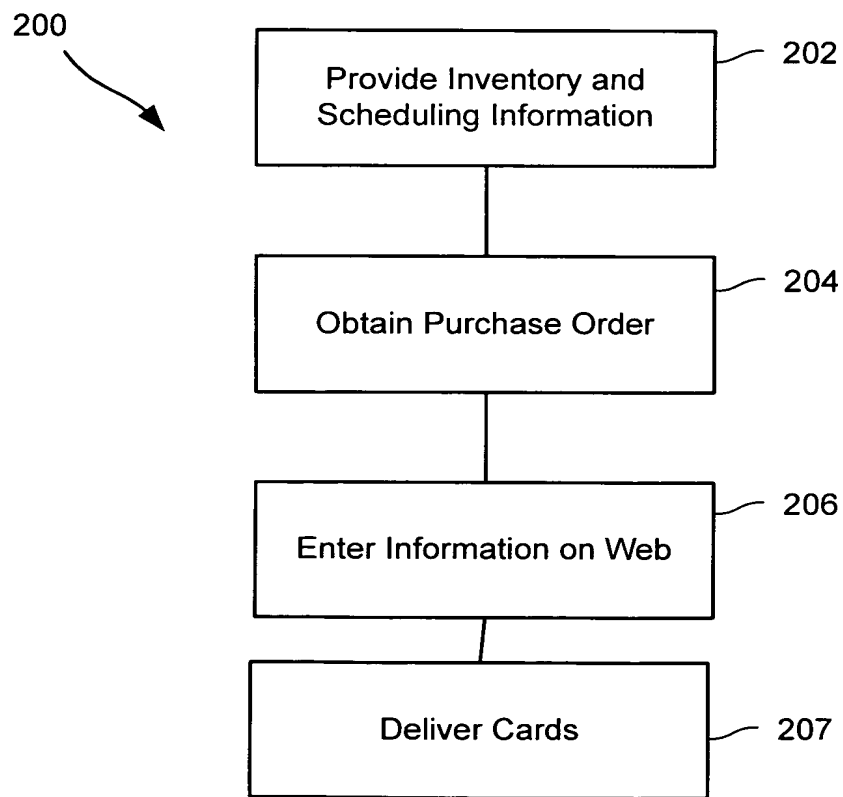 200
202
Provide Inventory and
Scheduling Information
204
Obtain Purchase Order
206
Enter Information on Web
Deliver Cards
207